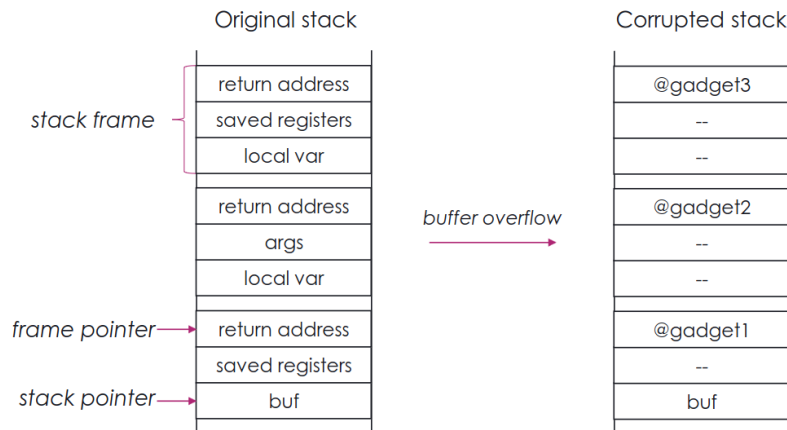 Original stack
Corrupted stack
stack frame
return address
saved registers
local var
return address
args
local var
frame pointer
return address
saved registers
stack pointer
buf
buffer overflow
@gadget3
--
--
@gadget2
--
--
@gadget1
--
buf